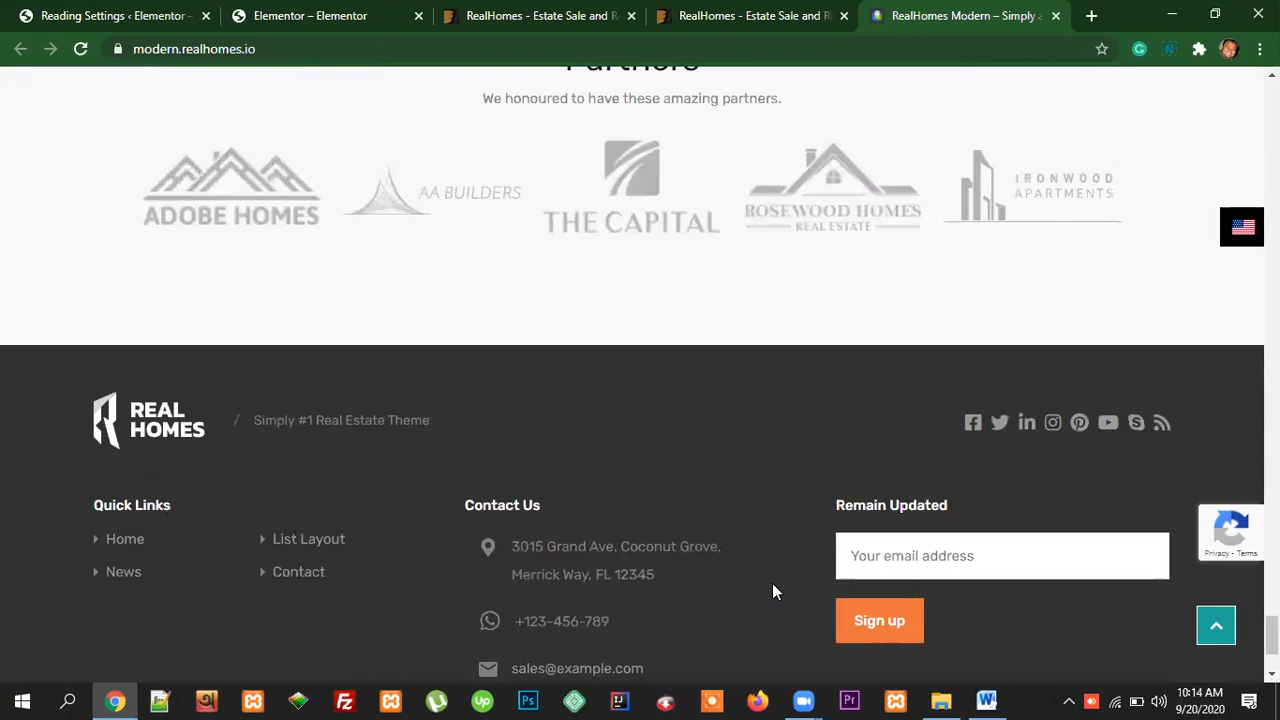 Reading Settings ‹ Elementor –
Elementor – Elementor
RealHomes - Estate Sale and R
RealHomes - Estate Sale and R
RealHomes Modern – Simply
modern.realhomes.io
Partners
We honoured to have these amazing partners.
ADOBE HOMES
AA BUILDERS
THE CAPITAL
ROSEWOOD HOMES
REAL ESTATE
IRONWOOD
APARTMENTS
REAL
HOMES
/ Simply #1 Real Estate Theme
Quick Links
Home
List Layout
News
Contact
Contact Us
3015 Grand Ave, Coconut Grove,
Merrick Way, FL 12345
+123-456-789
sales@example.com
Remain Updated
Your email address
Sign up
Privacy - Terms
10:14 AM
9/20/2020